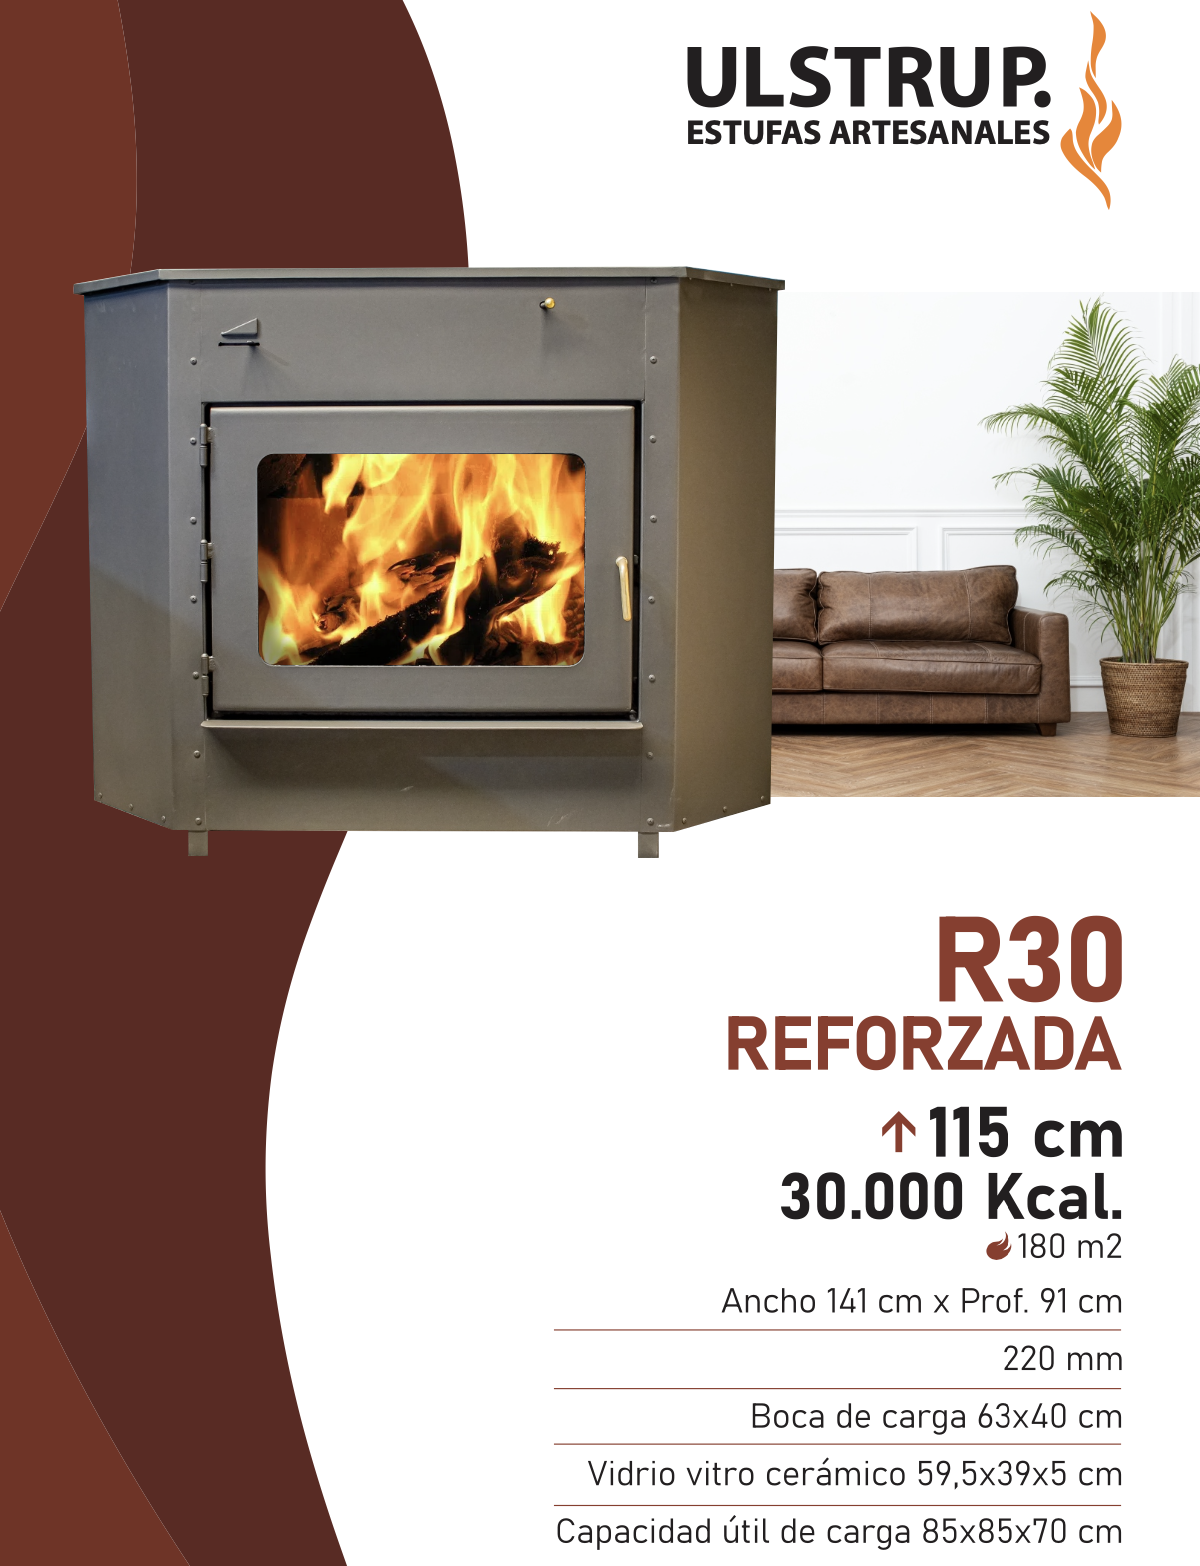 ULSTRUP.
ESTUFAS ARTESANALES
R30
REFORZADA
115 cm
30.000 Kcal.
180 m2
Ancho 141 cm x Prof. 91 cm
220 mm
Boca de carga 63x40 cm
Vidrio vitro cerámico 59,5x39x5 cm
Capacidad útil de carga 85x85x70 cm